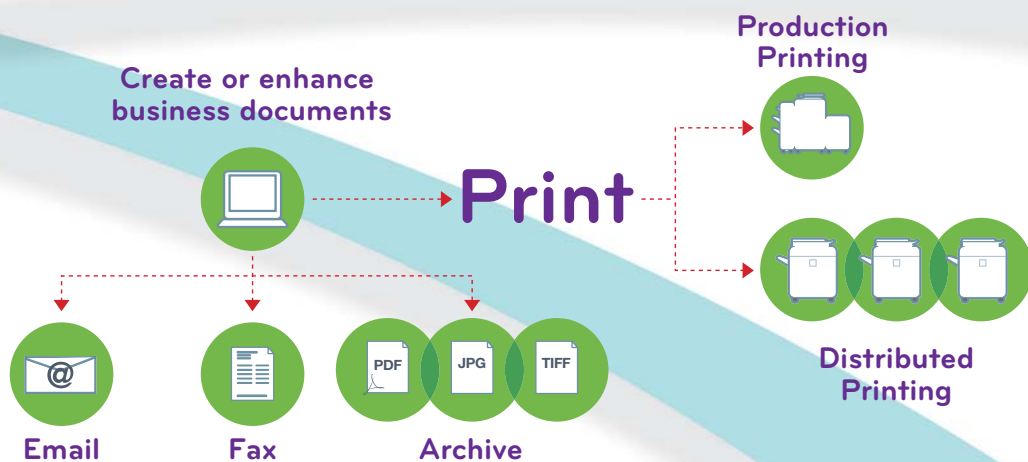 Production
Printing
Create or enhance
business documents
Print
@
PDF
JPG
TIFF
Distributed
Printing
Email
Fax
Archive